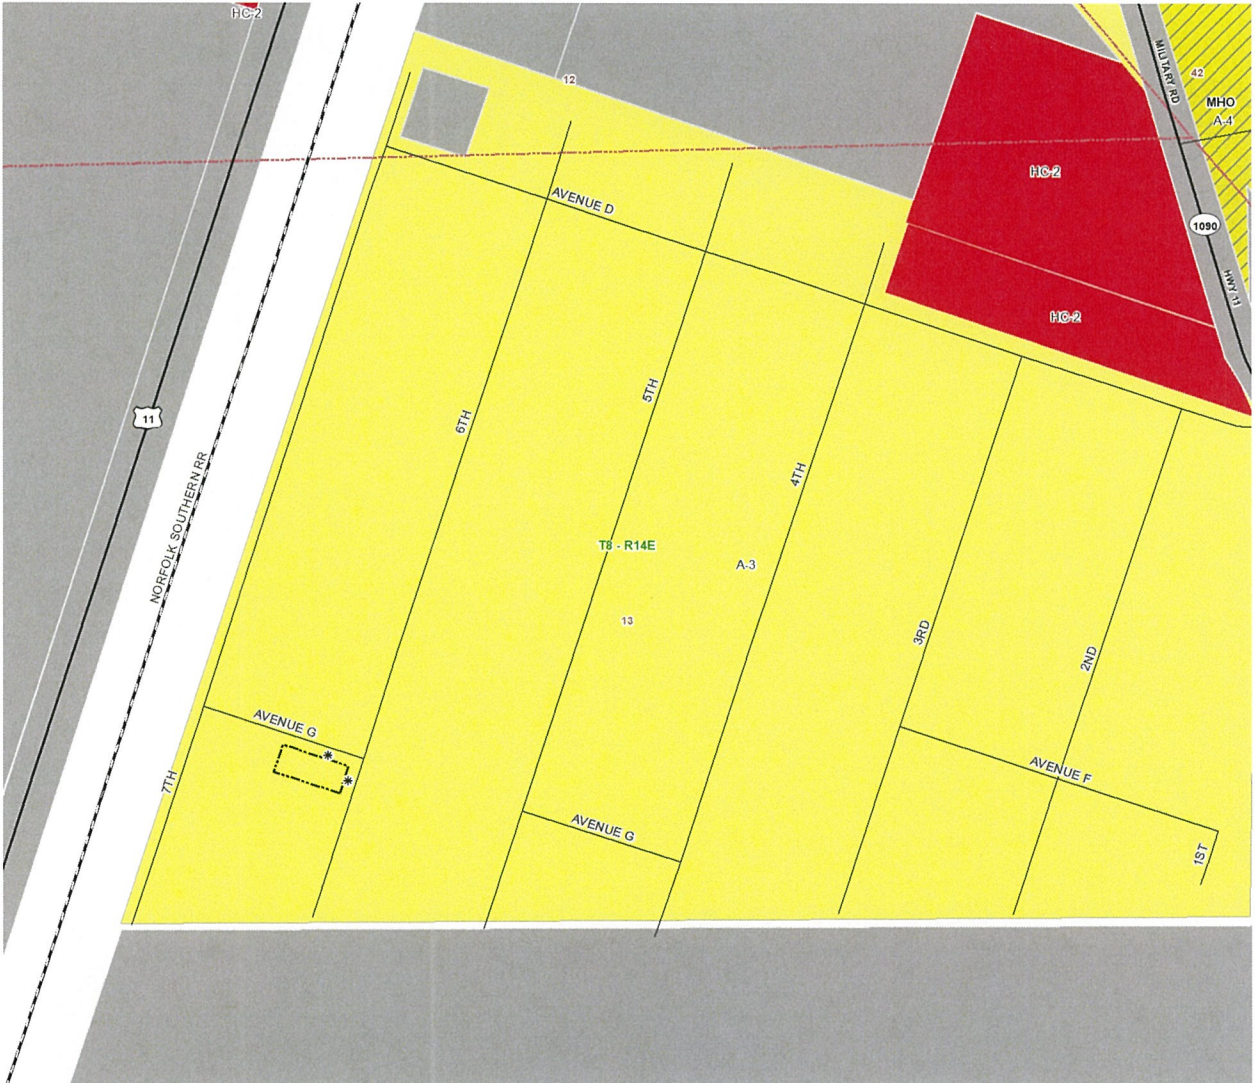 HC-2
12
MILITARY RD
42
MHO
A-4
HC-2
AVENUE D
1090
HWY 11
HC-2
5TH
11
6TH
4TH
NORFOLK SOUTHERN RR
T8 - R14E
A-3
13
3RD
2ND
AVENUE G
7TH
AVENUE F
AVENUE G
1ST